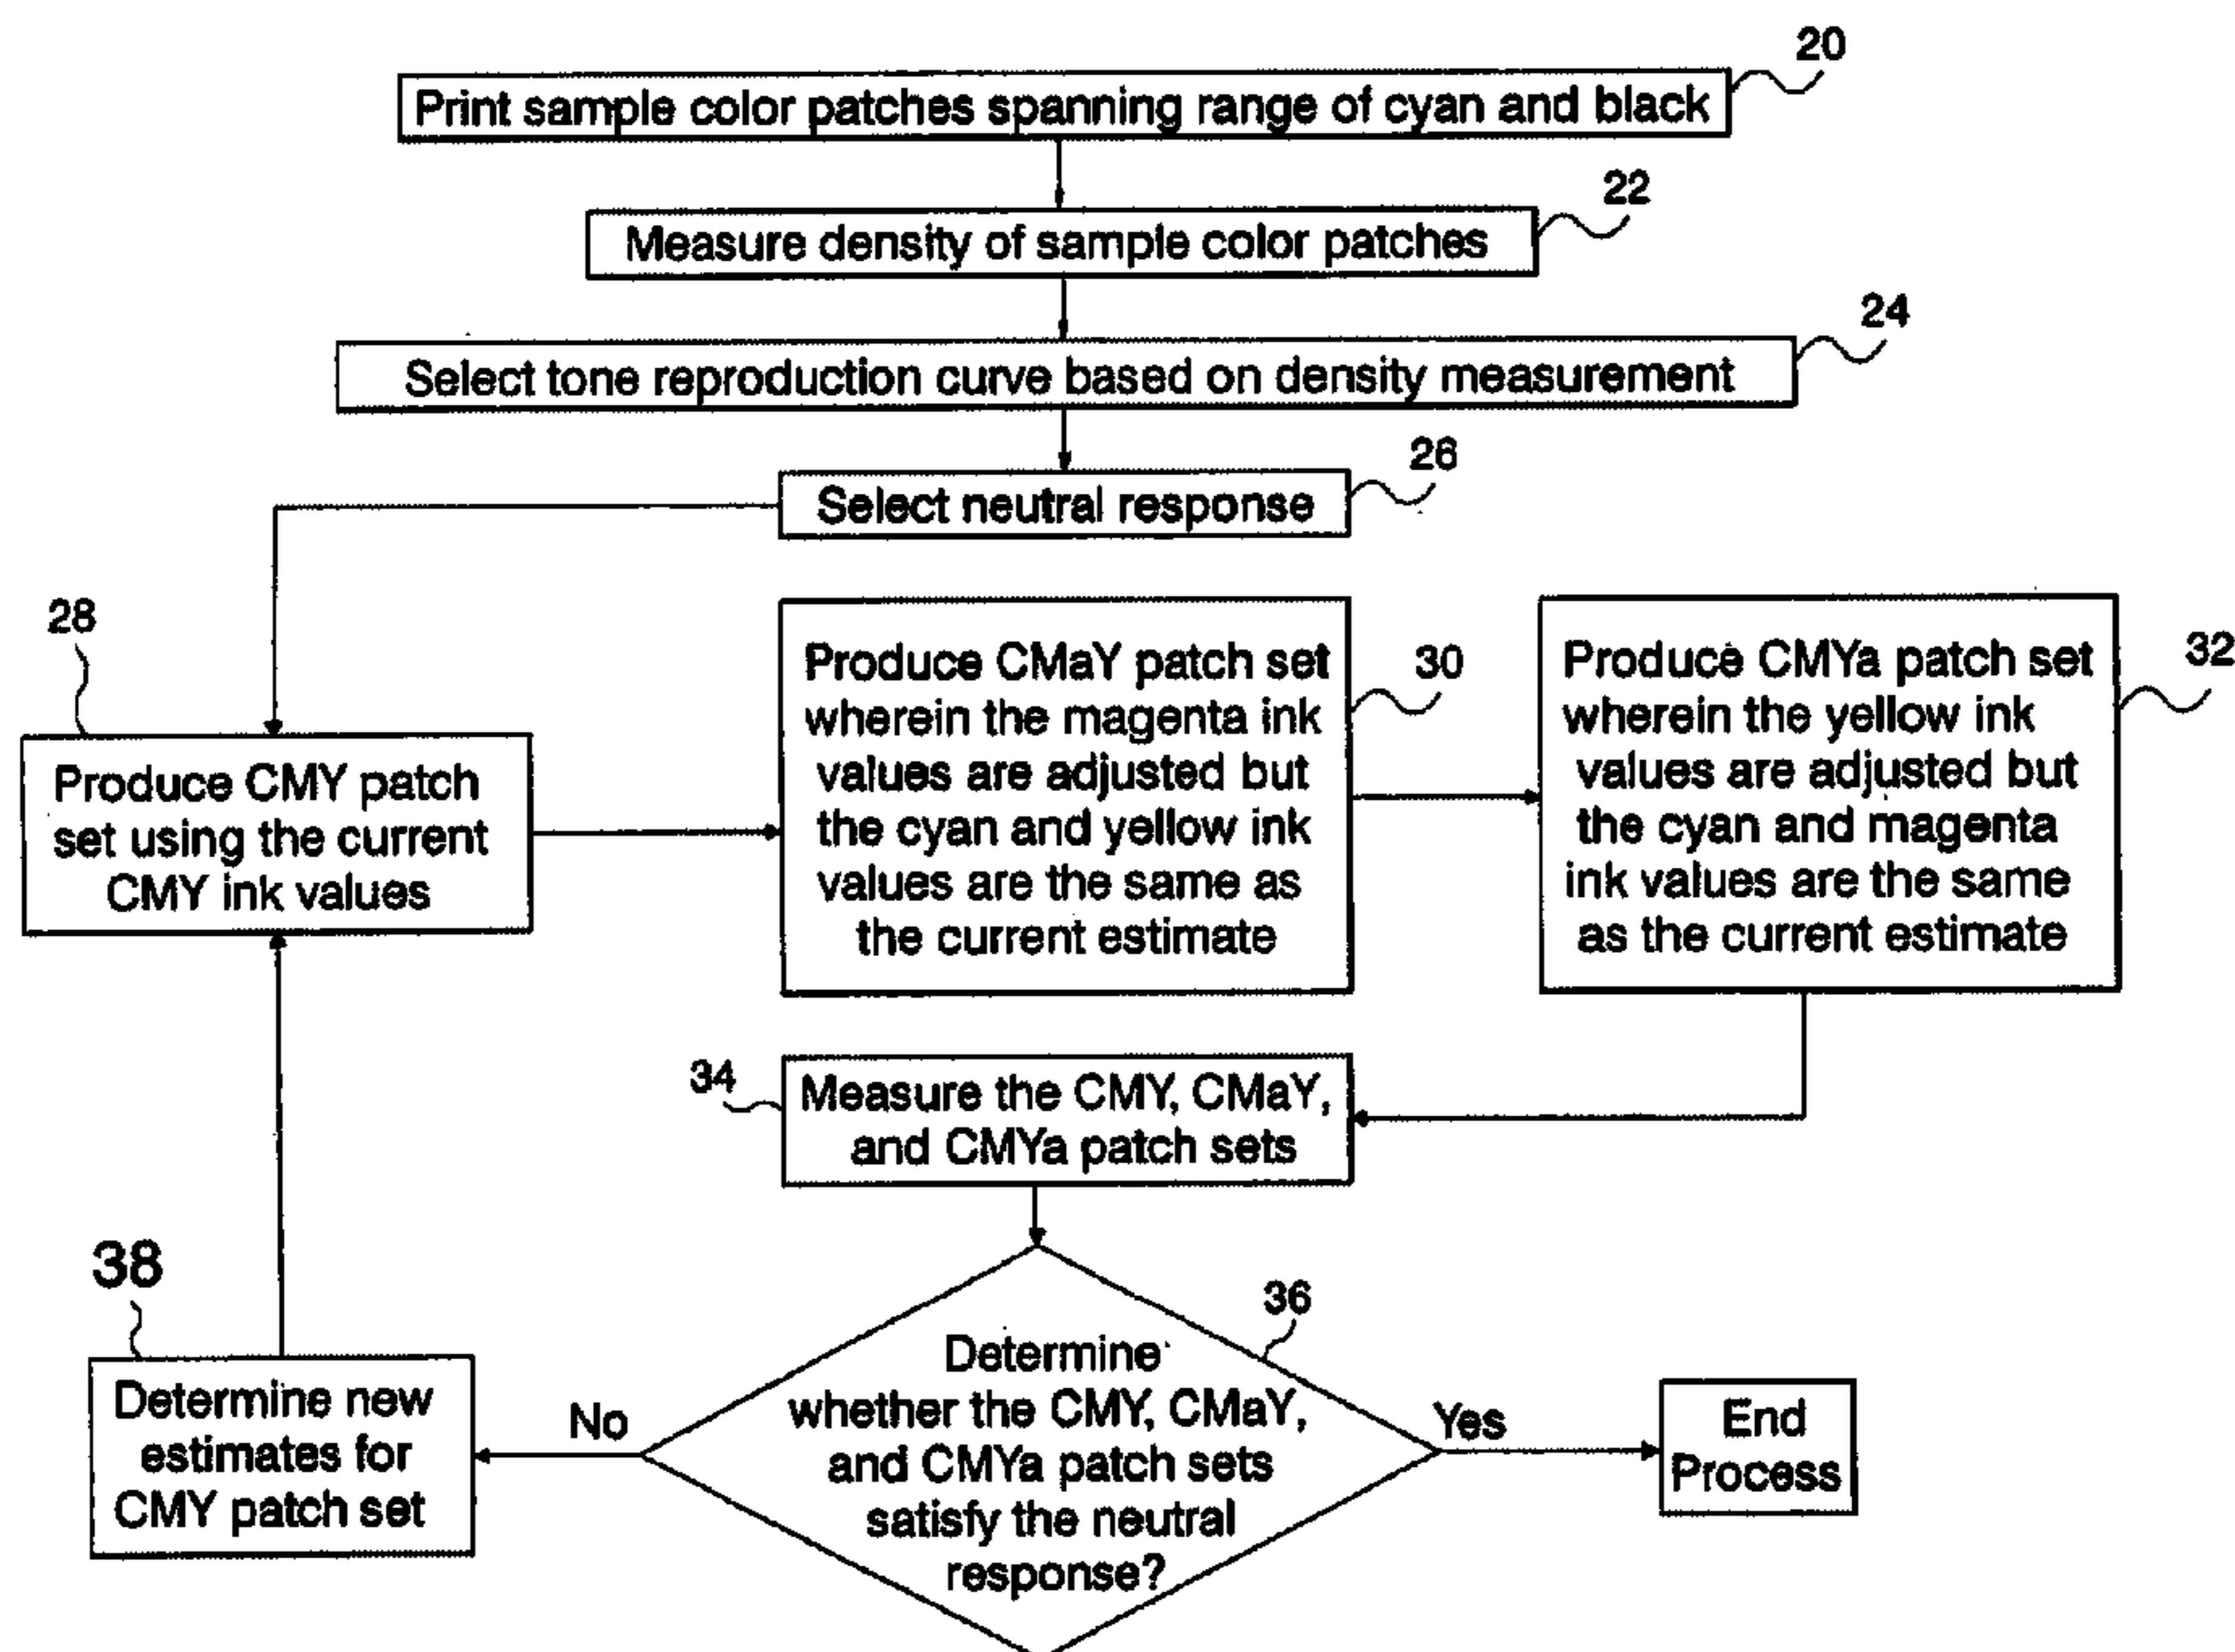 20
Print sample color patches spanning range of cyan and black
22
Measure density of sample color patches
24
Select tone reproduction curve based on density measurement
26
Select neutral response
28
Produce CMY patch
set using the current
CMY ink values
30
Produce CMaY patch set
wherein the magenta ink
values are adjusted but
the cyan and yellow ink
values are the same as
the current estimate
32
Produce CMYa patch set
wherein the yellow ink
values are adjusted but
the cyan and magenta
ink values are the same
as the current estimate
34
Measure the CMY, CMaY,
and CMYa patch sets
36
Determine
whether the CMY, CMaY,
and CMYa patch sets
satisfy the neutral
response?
No
Yes
38
Determine new
estimates for
CMY patch set
End
Process